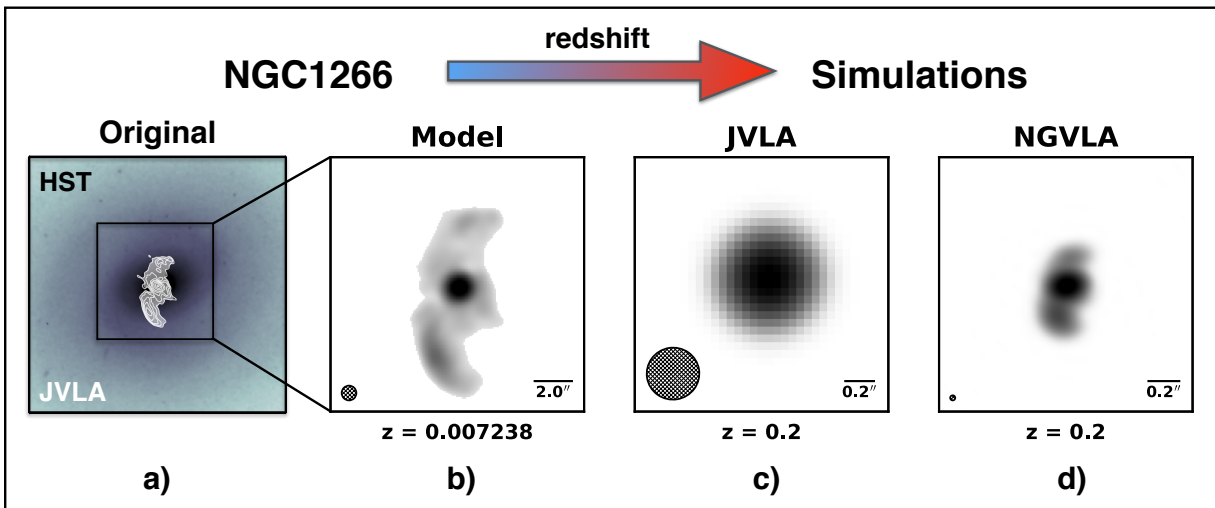 redshift
NGC1266 Simulations
Original Model JVLA NGVLA
HST
JVLA
2.0″ 0.2″ 0.2″
z = 0.007238 z = 0.2 z = 0.2
a) b) c) d)